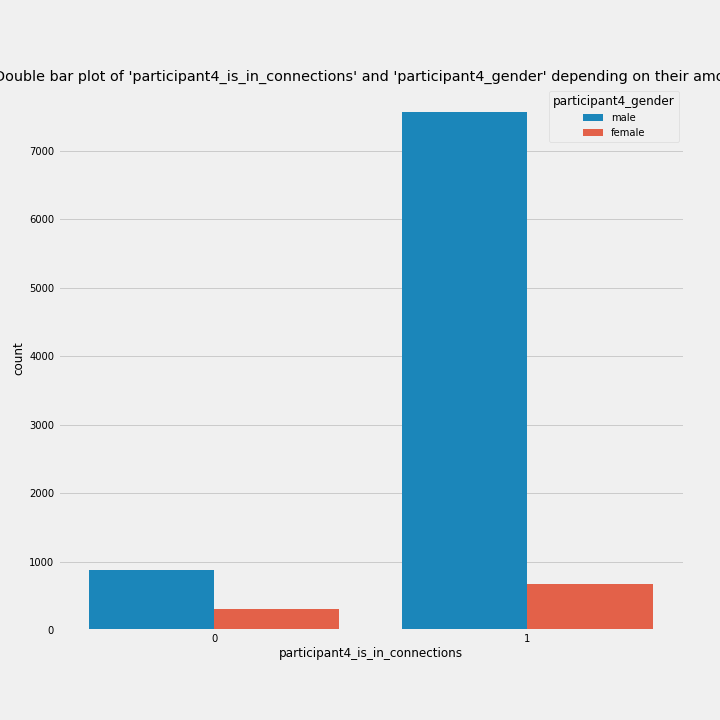 Double bar plot of 'participant4_is_in_connections' and 'participant4_gender' depending on their
participant4_gender
male
female
7000
6000
5000
4000
3000
2000
1000
0
count
0 1
participant4_is_in_connections